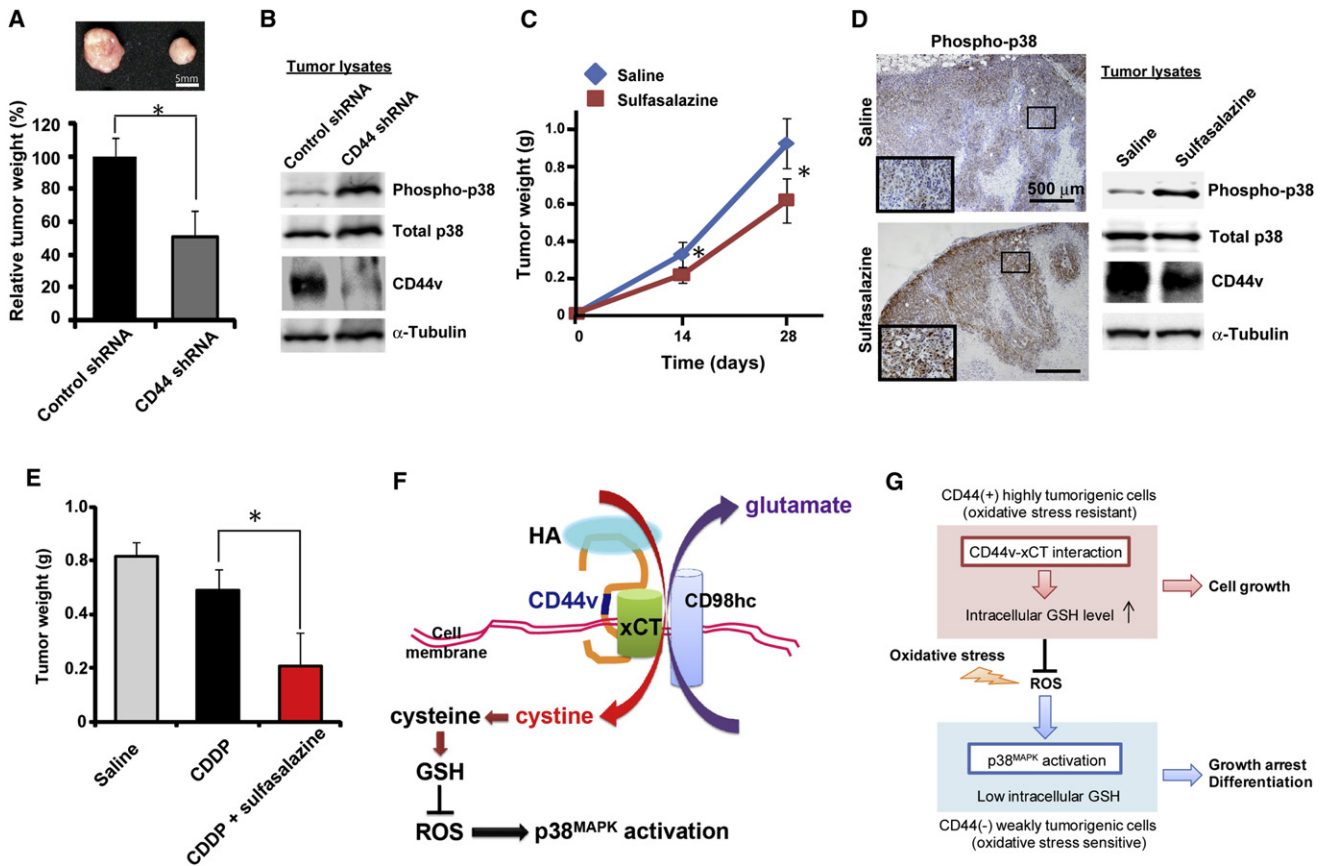 A
5mm
Relative tumor weight (%)
120
100
80
60
40
20
0
*
Control shRNA
CD44 shRNA
B
Tumor lysates
Control shRNA
CD44 shRNA
Phospho-p38
Total p38
CD44v
α-Tubulin
C
Saline
Sulfasalazine
Tumor weight (g)
1.0
0.8
0.6
0.4
0.2
0
*
*
0
14
28
Time (days)
D
Phospho-p38
Saline
500 µm
Sulfasalazine
Tumor lysates
Saline
Sulfasalazine
Phospho-p38
Total p38
CD44v
α-Tubulin
E
Tumor weight (g)
1.0
0.8
0.4
0.2
0
*
Saline
CDDP
CDDP + sulfasalazine
F
glutamate
HA
CD44v
xCT
CD98hc
Cell
membrane
cysteine
cystine
GSH
ROS
p38MAPK activation
G
CD44(+) highly tumorigenic cells
(oxidative stress resistant)
CD44v-xCT interaction
Intracellular GSH level ↑
Cell growth
Oxidative stress
ROS
p38MAPK activation
Low intracellular GSH
Growth arrest
Differentiation
CD44(-) weakly tumorigenic cells
(oxidative stress sensitive)